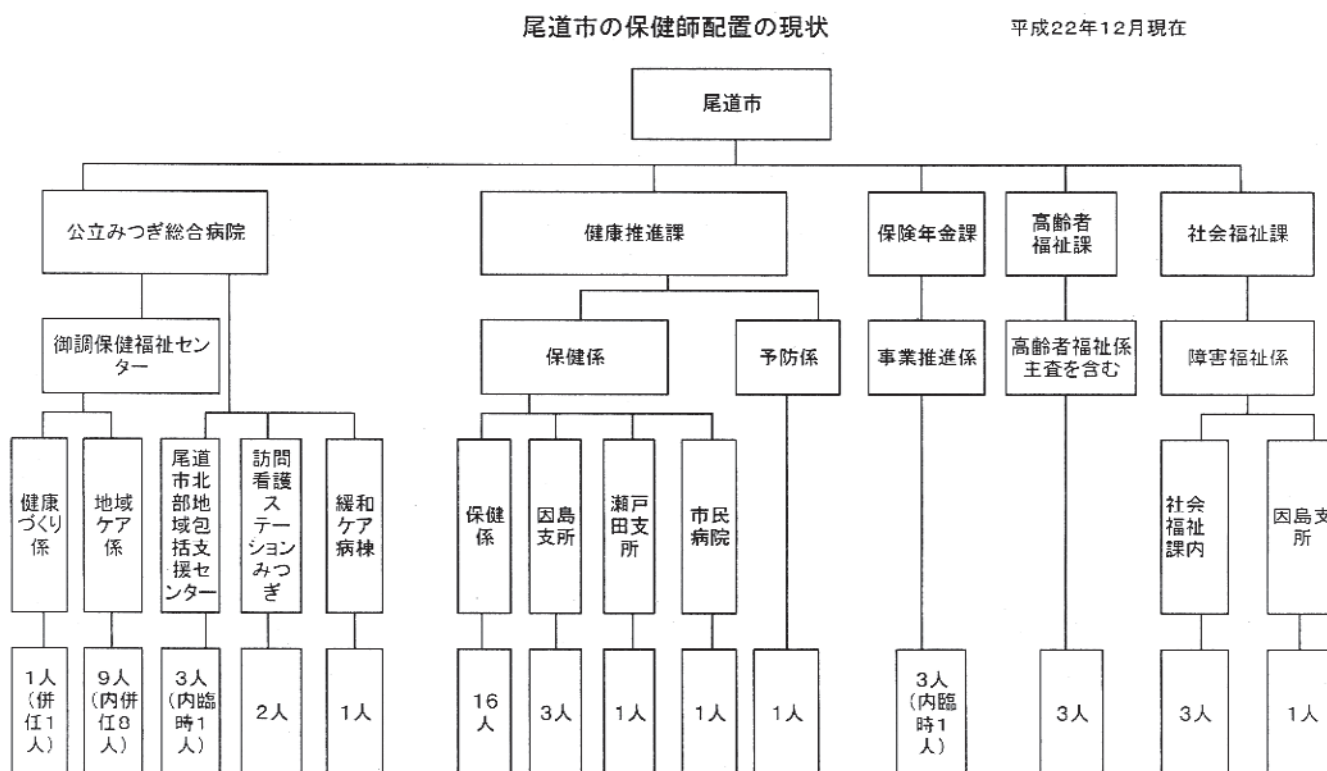 尾道市の保健師配置の現状
平成22年12月現在
尾道市
公立みつぎ総合病院
健康推進課
保険年金課
高齢者
福祉課
社会福祉課
御調保健福祉セン
ター
保健係
予防係
事業推進係
高齢者福祉係
主査を含む
障害福祉係
健康
づくり
係
地域
ケア
係
尾道
市北
部地
域包
括支
援セ
ンター
訪問
看護
ス
テー
ション
みつ
ぎ
緩和
ケア
病棟
保健
係
因島
支所
瀬戸
田支
所
市民
病院
社会
福祉
課内
因島支
所
1人
(併
任1
人)
9人
(内併
任8
人)
3人
(内臨
時1人)
2人
1人
16
人
3人
1人
1人
1人
3人
(内臨
時1
人)
3人
3人
1人